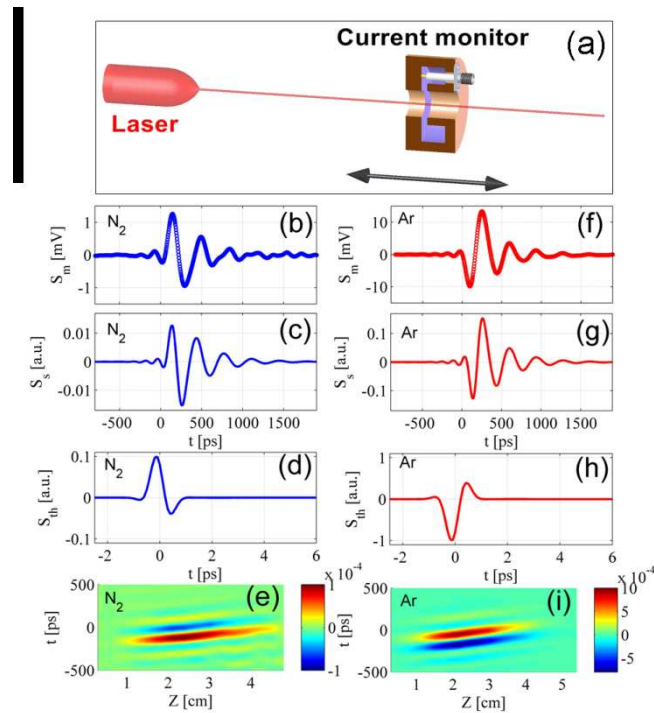 (a)
Current monitor
Laser
N2
(b)
1
0
-1
Sm [mV]
N2
(c)
0.01
0
-0.01
Ss [a.u.]
-500 0 500 1000 1500
t [ps]
N2
(d)
0.1
0
-0.1
Sth [a.u.]
-2 0 2 4 6
t [ps]
N2
(e)
500
0
-500
t [ps]
1 2 3 4
Z [cm]
x 10-4
1
0
-1
Ar
(f)
10
0
-10
Sm [mV]
Ar
(g)
0.1
0
-0.1
Ss [a.u.]
-500 0 500 1000 1500
t [ps]
Ar
(h)
1
0
-1
Sth [a.u.]
-2 0 2 4 6
t [ps]
Ar
(i)
500
0
-500
t [ps]
1 2 3 4 5
Z [cm]
x 10-4
10
5
0
-5